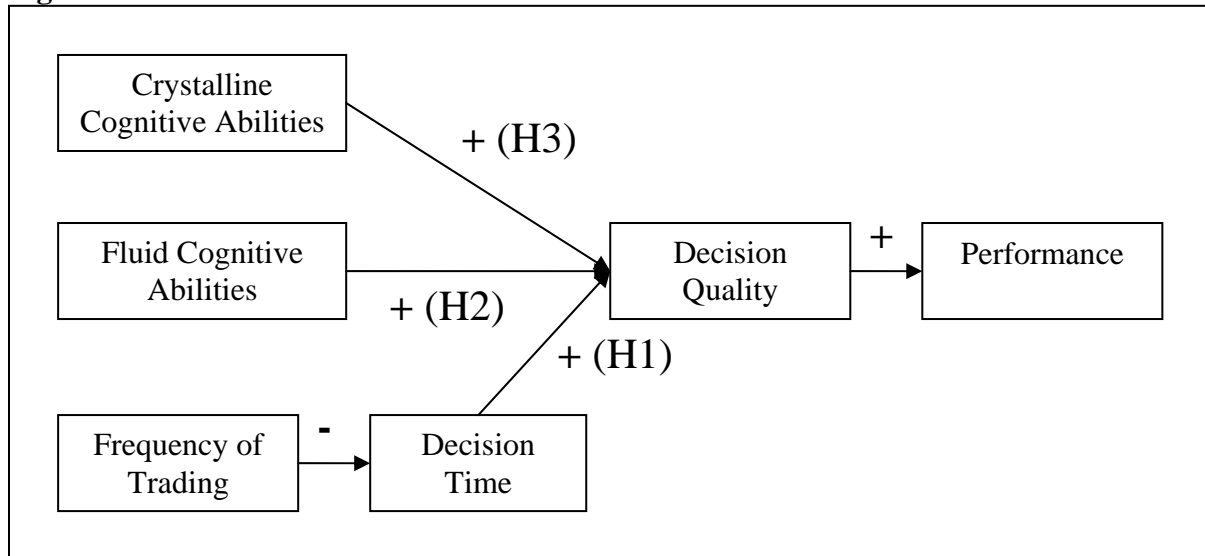 Crystalline
Cognitive Abilities
+ (H3)
Fluid Cognitive
Abilities
+ (H2)
Decision
Quality
+
Performance
+ (H1)
Frequency of
Trading
-
Decision
Time